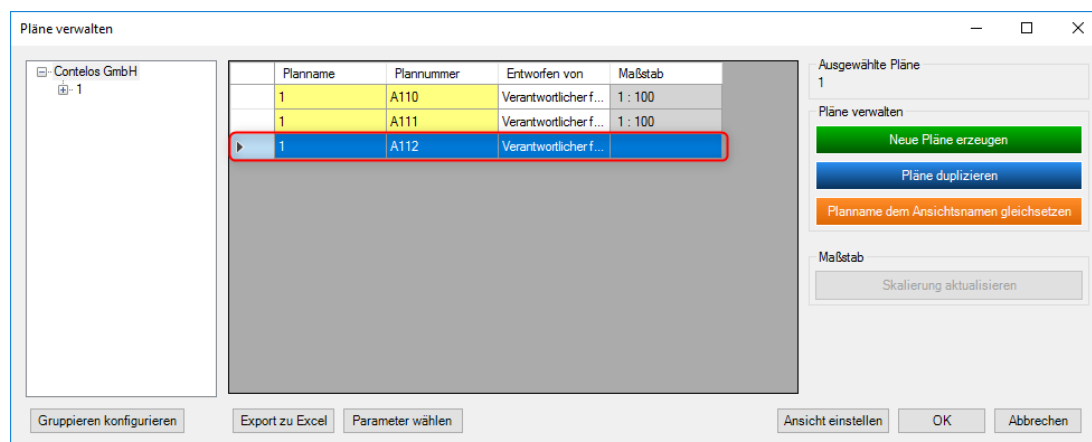 Pläne verwalten
Contelos GmbH
1
Planname Plannummer Entworfen von Maßstab
1 A110 Verantwortlicher f... 1 : 100
1 A111 Verantwortlicher f... 1 : 100
1 A112 Verantwortlicher f...
Ausgewählte Pläne
1
Pläne verwalten
Neue Pläne erzeugen
Pläne duplizieren
Planname dem Ansichtsnamen gleichsetzen
Maßstab
Skalierung aktualisieren
Gruppieren konfigurieren Export zu Excel Parameter wählen Ansicht einstellen OK Abbrechen